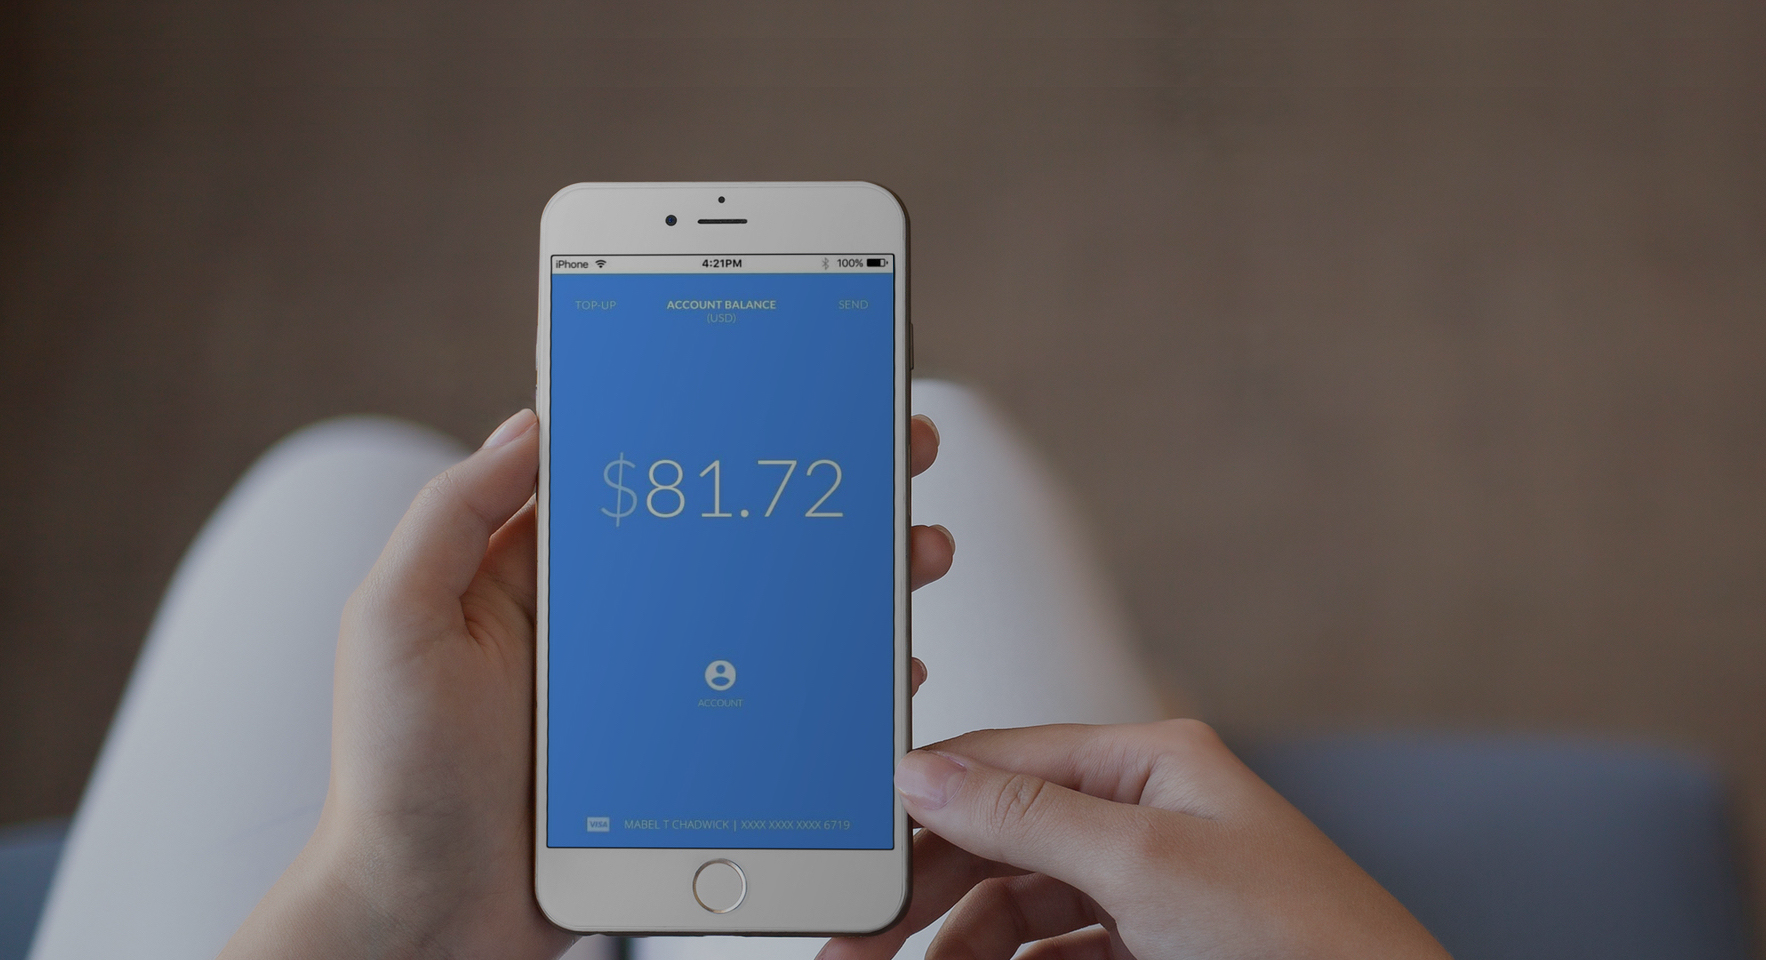 iPhone 4:21PM 100%
TOP-UP ACCOUNT BALANCE SEND
(USD)
$81.72
ACCOUNT
VISA MABEL T CHADWICK | XXXX XXXX XXXX 6719